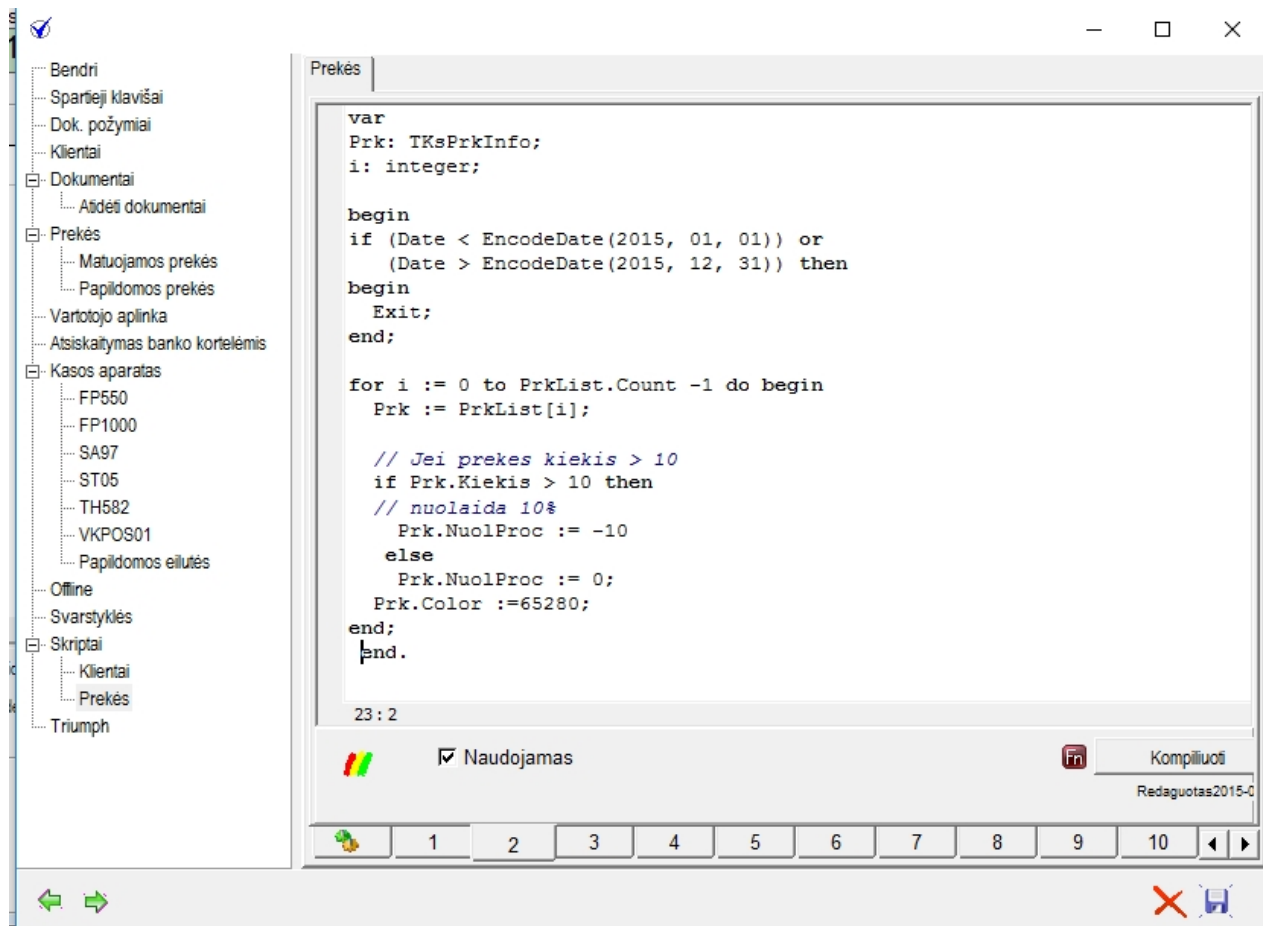 Bendri
Spartieji klavišai
Dok. požymiai
Klientai
Dokumentai
Atidėti dokumentai
Prekės
Matuojamos prekės
Papildomos prekės
Vartotojo aplinka
Atsiskaitymas banko kortelėmis
Kasos aparatas
FP550
FP1000
SA97
ST05
TH582
VKPOS01
Papildomos eilutės
Offline
Svarstyklės
Skriptai
Klientai
Prekės
Triumph
Prekės
var
Prk: TKsPrkInfo;
i: integer;
begin
if (Date < EncodeDate(2015, 01, 01)) or
(Date > EncodeDate(2015, 12, 31)) then
begin
Exit;
end;
for i := 0 to PrkList.Count -1 do begin
Prk := PrkList[i];
// Jei prekes kiekis > 10
if Prk.Kiekis > 10 then
// nuolaida 10%
Prk.NuolProc := -10
else
Prk.NuolProc := 0;
Prk.Color :=65280;
end;
end.
23:2
Naudojamas
Fn
Kompiliuoti
Redaguotas2015-0
1 2 3 4 5 6 7 8 9 10